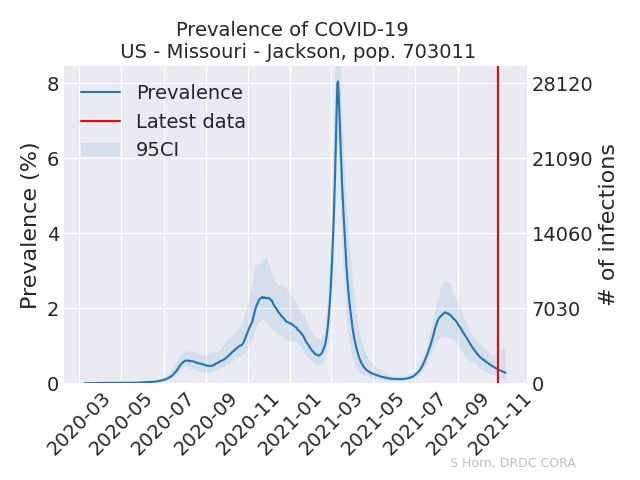 Prevalence of COVID-19
US - Missouri - Jackson, pop. 703011
Prevalence
Latest data
95CI
Prevalence (%)
8
6
4
2
0
28120
21090
14060
7030
0
# of infections
2020-03
2020-05
2020-07
2020-09
2020-11
2021-01
2021-03
2021-05
2021-07
2021-09
2021-11
S Horn, DRDC CORA